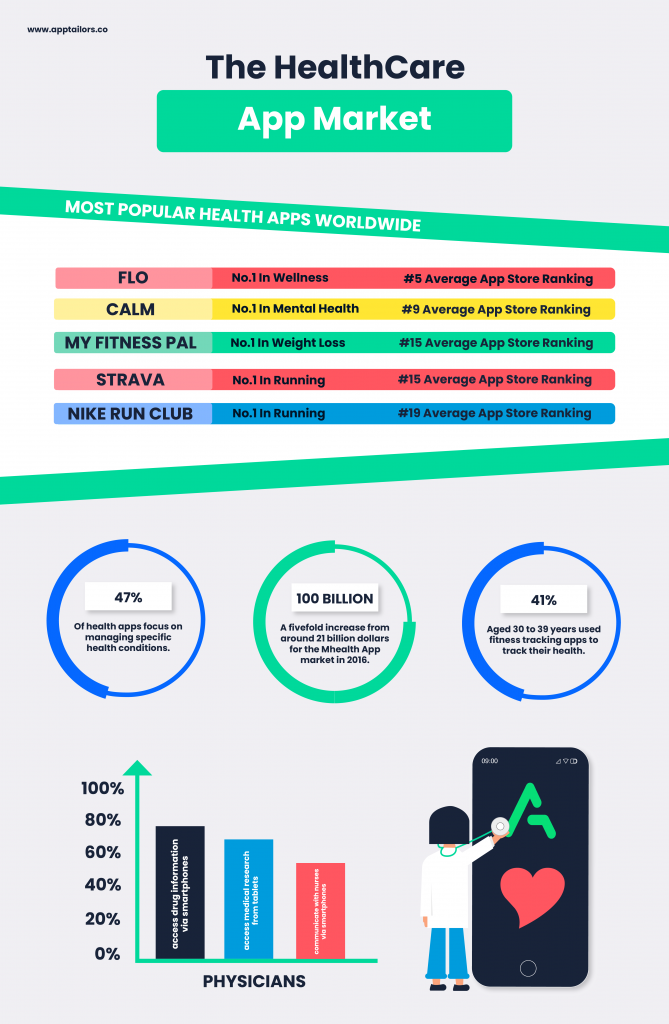 www.apptailors.co
The HealthCare
App Market
MOST POPULAR HEALTH APPS WORLDWIDE
FLO No.1 In Wellness #5 Average App Store Ranking
CALM No.1 In Mental Health #9 Average App Store Ranking
MY FITNESS PAL No.1 In Weight Loss #15 Average App Store Ranking
STRAVA No.1 In Running #15 Average App Store Ranking
NIKE RUN CLUB No.1 In Running #19 Average App Store Ranking
47%
Of health apps focus on
managing specific
health conditions.
100 BILLION
A fivefold increase from
around 21 billion dollars
for the Mhealth App
market in 2016.
41%
Aged 30 to 39 years used
fitness tracking apps to
track their health.
100%
80%
60%
40%
20%
0%
access drug information
via smartphones
access medical research
from tablets
communicate with nurses
via smartphones
PHYSICIANS
09:00